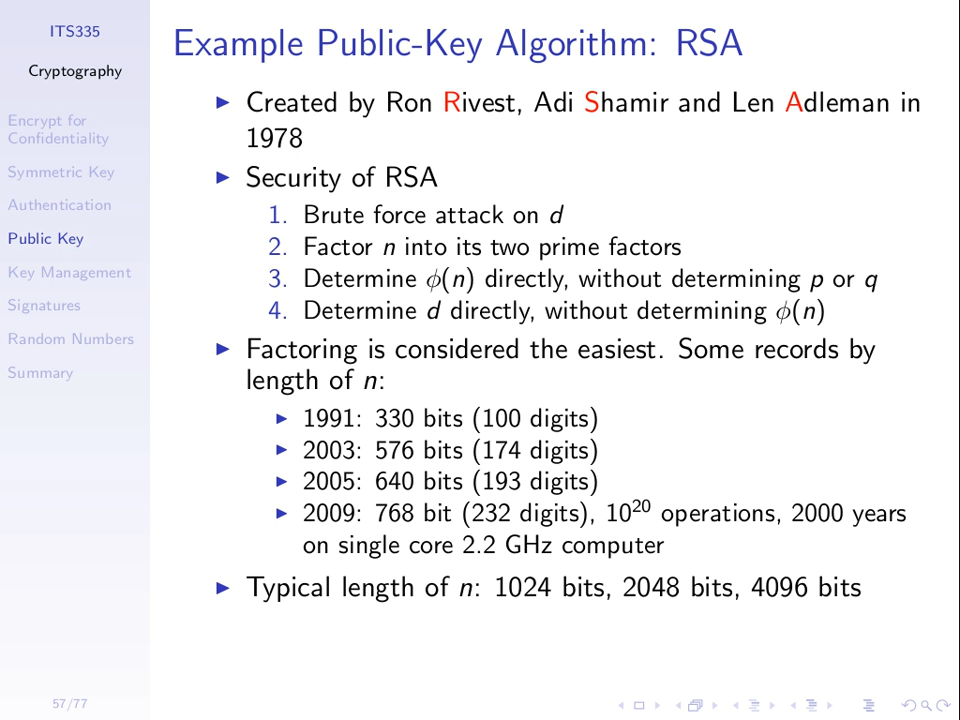 ITS335
Cryptography
Encrypt for
Confidentiality
Symmetric Key
Authentication
Public Key
Key Management
Signatures
Random Numbers
Summary
57/77
Example Public-Key Algorithm: RSA
Created by Ron Rivest, Adi Shamir and Len Adleman in
1978
Security of RSA
1. Brute force attack on d
2. Factor n into its two prime factors
3. Determine ϕ(n) directly, without determining p or q
4. Determine d directly, without determining ϕ(n)
Factoring is considered the easiest. Some records by
length of n:
1991: 330 bits (100 digits)
2003: 576 bits (174 digits)
2005: 640 bits (193 digits)
2009: 768 bit (232 digits), 10²⁰ operations, 2000 years
on single core 2.2 GHz computer
Typical length of n: 1024 bits, 2048 bits, 4096 bits